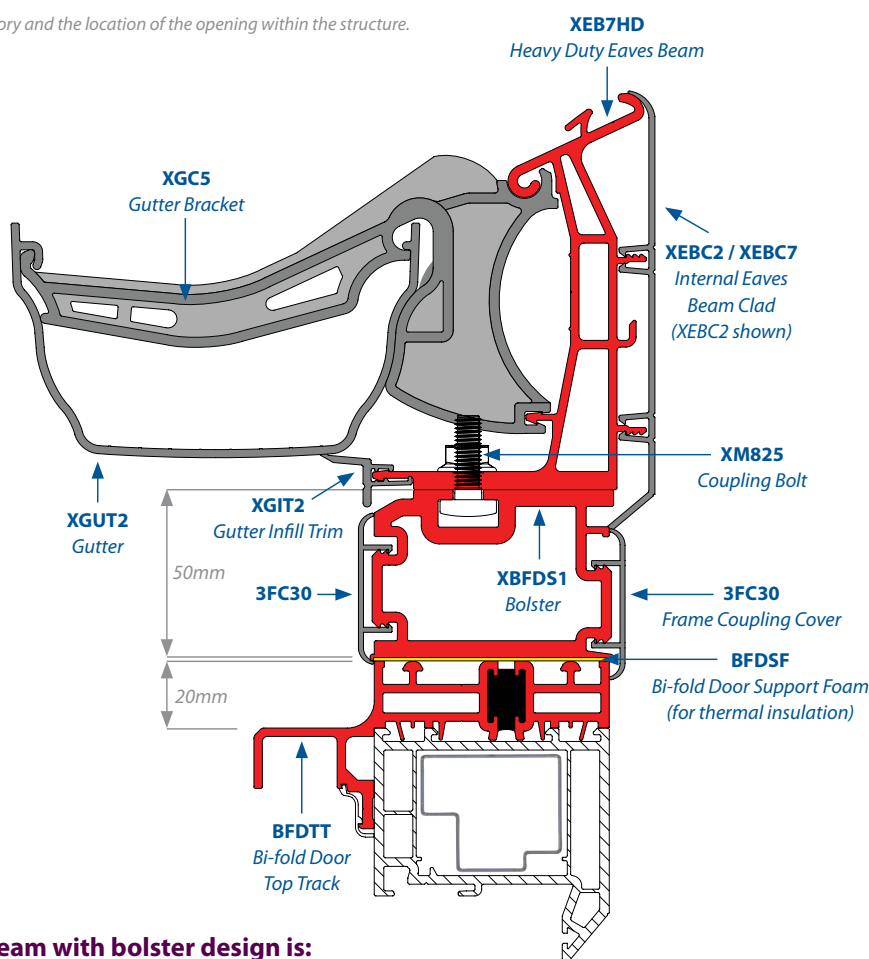 ory and the location of the opening within the structure.
XEB7HD
Heavy Duty Eaves Beam
XGC5
Gutter Bracket
XEBC2 / XEBC7
Internal Eaves
Beam Clad
(XEBC2 shown)
XM825
Coupling Bolt
XGUT2
Gutter
XGIT2
Gutter Infill Trim
50mm
XBFDS1
Bolster
3FC30
3FC30
Frame Coupling Cover
BFDSF
Bi-fold Door Support Foam
(for thermal insulation)
20mm
BFDTT
Bi-fold Door
Top Track
eam with bolster design is: